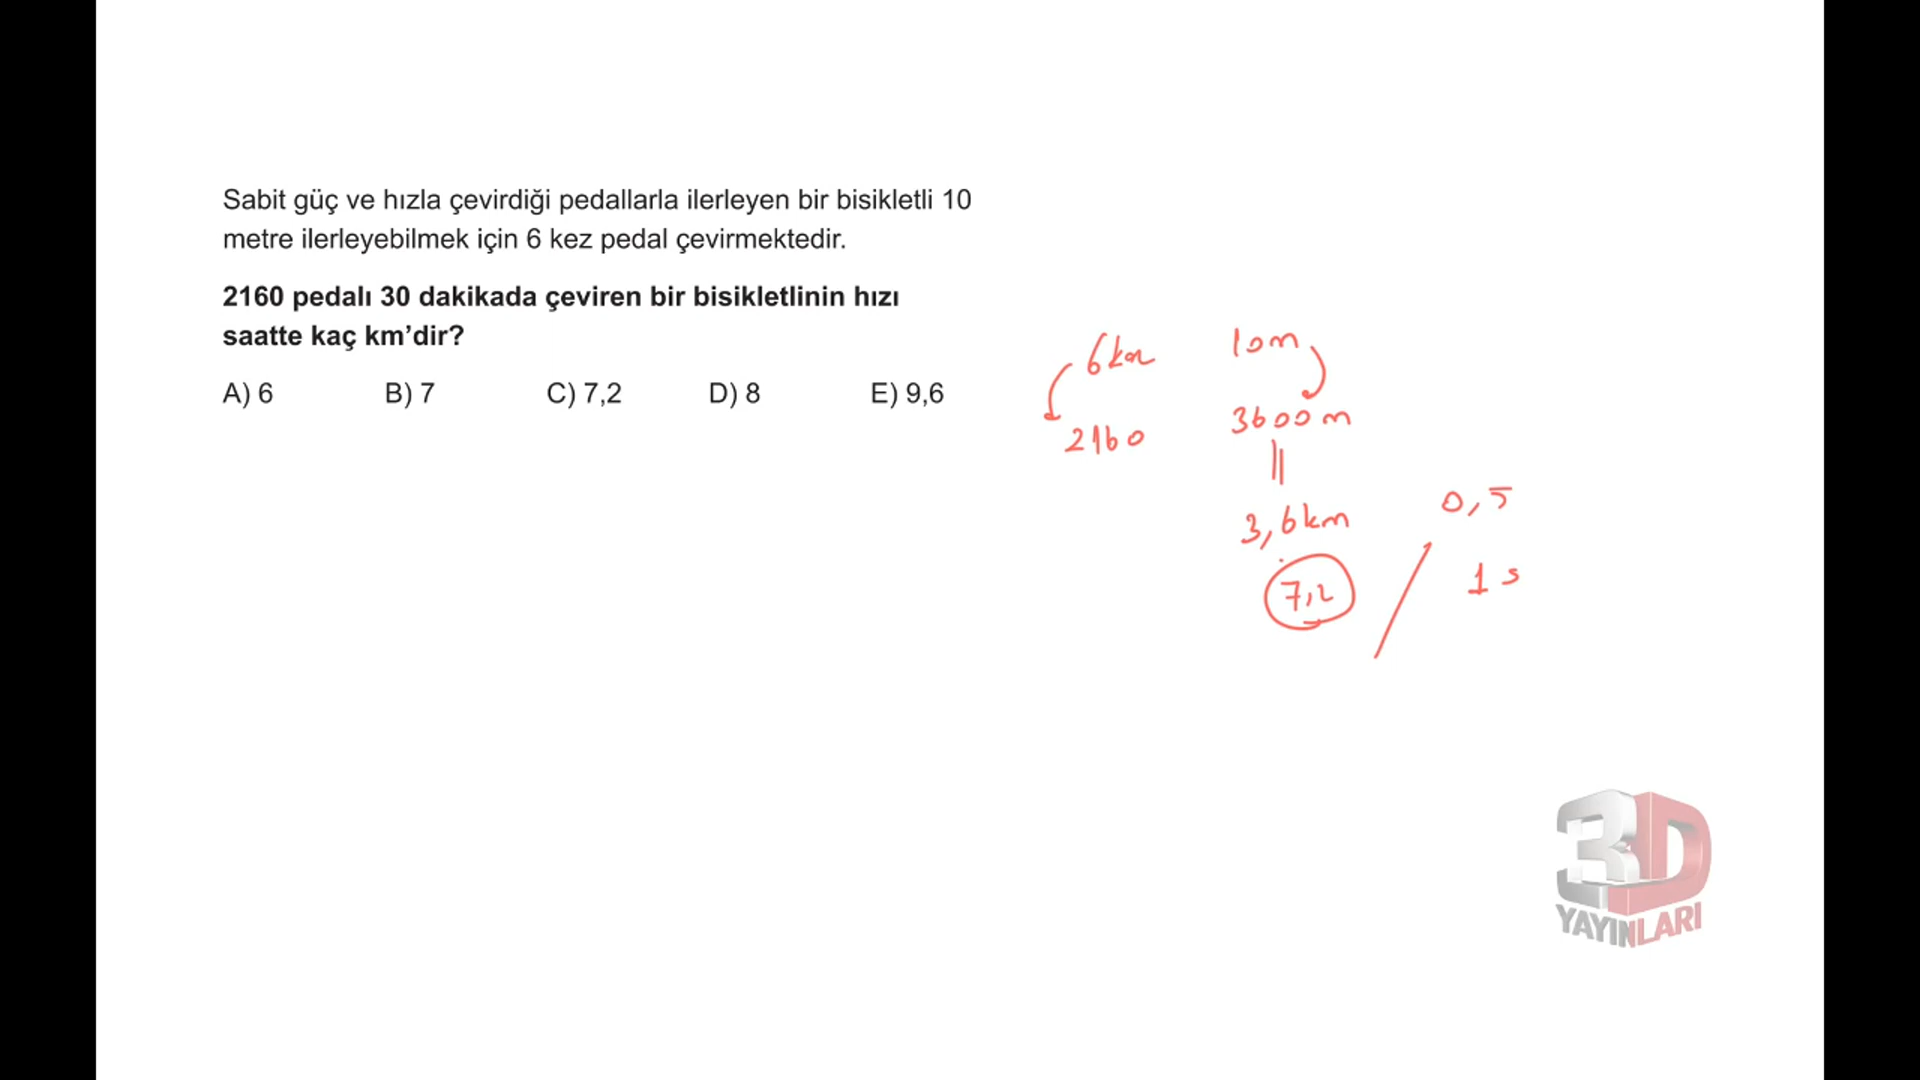 Sabit güç ve hızla çevirdiği pedallarla ilerleyen bir bisikletli 10
metre ilerleyebilmek için 6 kez pedal çevirmektedir.
2160 pedalı 30 dakikada çeviren bir bisikletlinin hızı
saatte kaç km’dir?
A) 6 B) 7 C) 7,2 D) 8 E) 9,6
6 10m
2160 3600m
3,6km 0,5
7,2 1 s
3D
YAYINLARI